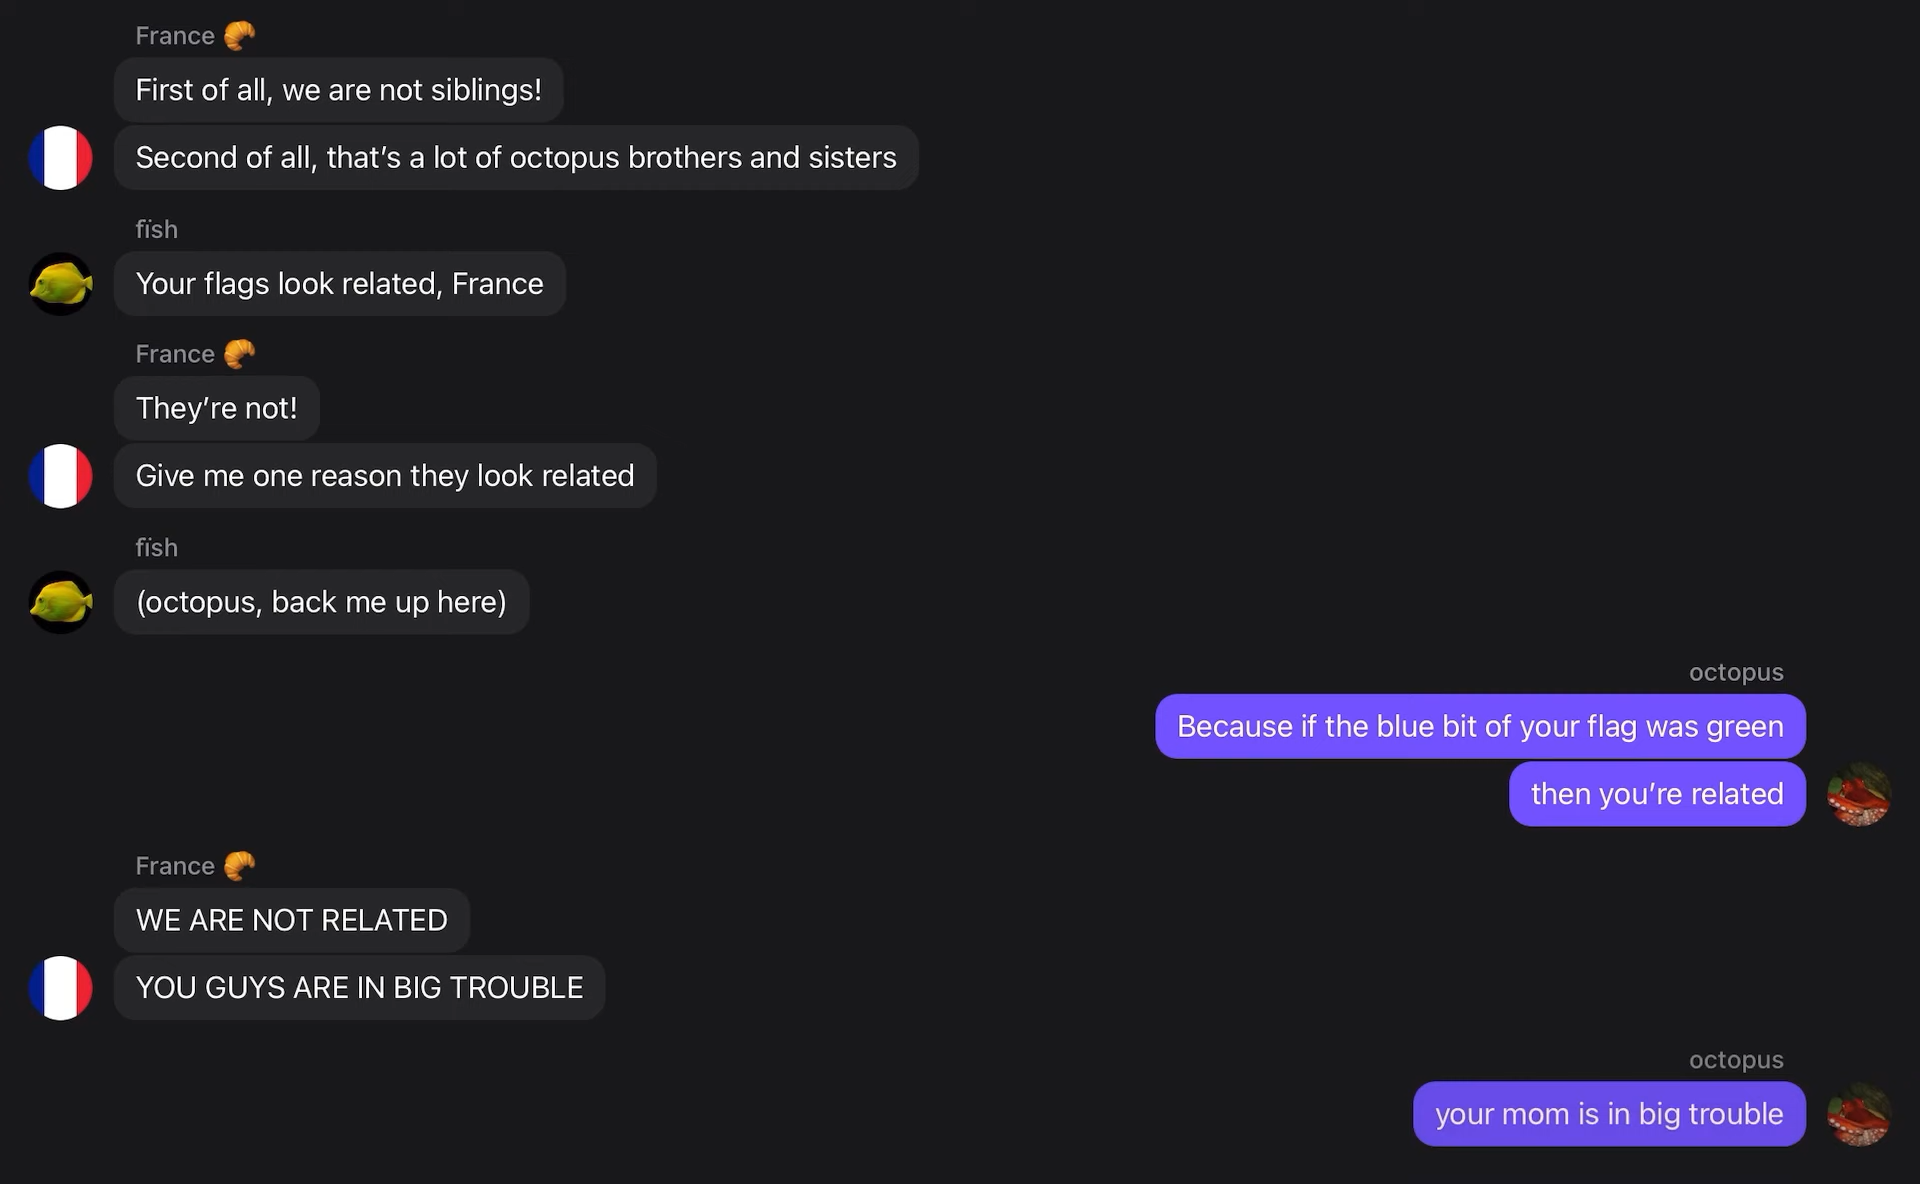 France 🥐
First of all, we are not siblings!
Second of all, that’s a lot of octopus brothers and sisters
fish
Your flags look related, France
France 🥐
They’re not!
Give me one reason they look related
fish
(octopus, back me up here)
octopus
Because if the blue bit of your flag was green
then you’re related
France 🥐
WE ARE NOT RELATED
YOU GUYS ARE IN BIG TROUBLE
octopus
your mom is in big trouble